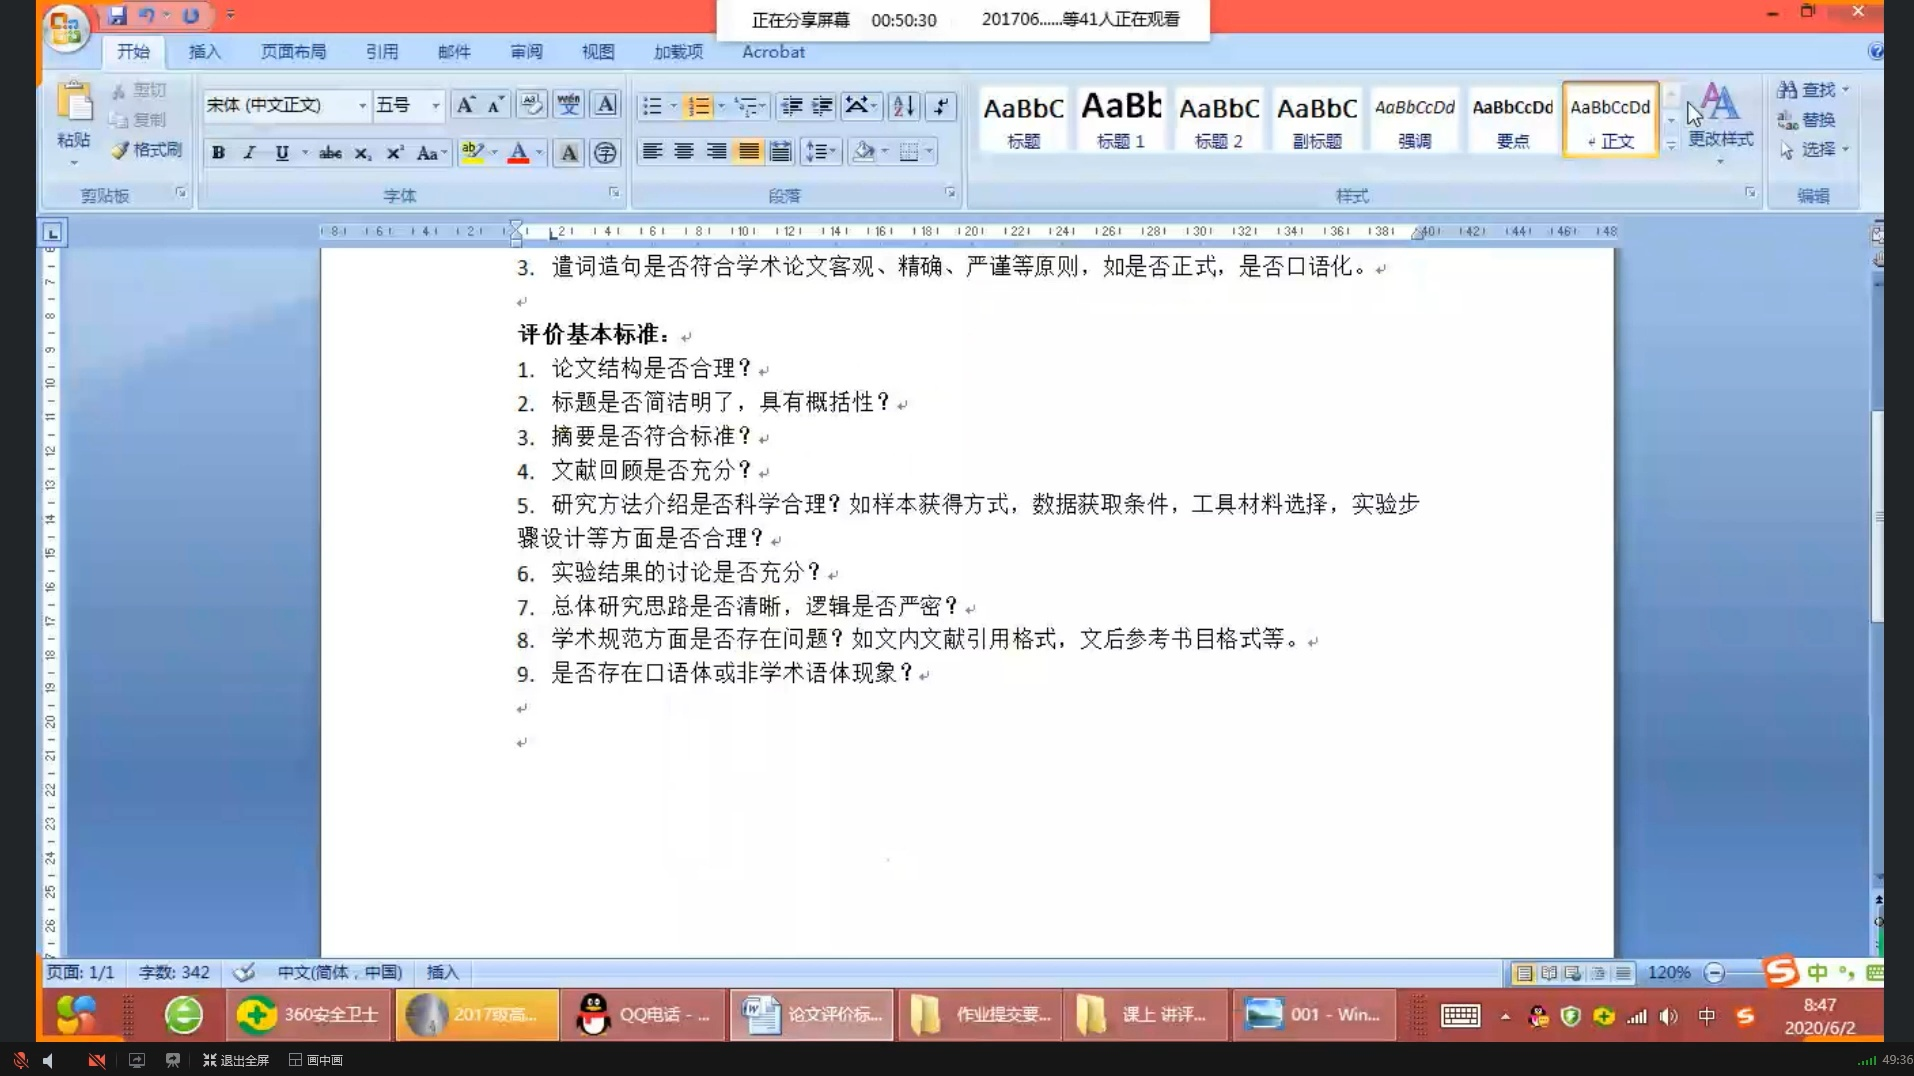 正在分享屏幕 00:50:30 201706......等41人正在观看
开始 插入 页面布局 引用 邮件 审阅 视图 加载项 Acrobat
粘贴 剪切 复制 格式刷
宋体 (中文正文) 五号
AaBbC 标题
AaBb 标题 1
AaBbC 标题 2
AaBbC 副标题
AaBbCcDd 强调
AaBbCcDd 要点
AaBbCcDd 正文
更改样式
查找 替换 选择
剪贴板 字体 段落 样式 编辑
3. 遣词造句是否符合学术论文客观、精确、严谨等原则，如是否正式，是否口语化。
评价基本标准：
1. 论文结构是否合理？
2. 标题是否简洁明了，具有概括性？
3. 摘要是否符合标准？
4. 文献回顾是否充分？
5. 研究方法介绍是否科学合理？如样本获得方式，数据获取条件，工具材料选择，实验步
骤设计等方面是否合理？
6. 实验结果的讨论是否充分？
7. 总体研究思路是否清晰，逻辑是否严密？
8. 学术规范方面是否存在问题？如文内文献引用格式，文后参考书目格式等。
9. 是否存在口语体或非学术语体现象？
页面: 1/1 字数: 342 中文(简体，中国) 插入 120% 中
360安全卫士 2017级高... QQ电话 - ... 论文评价标... 作业提交要... 课上 讲评... 001 - Win... 中 8:47
2020/6/2
退出全屏 画中画 49:36